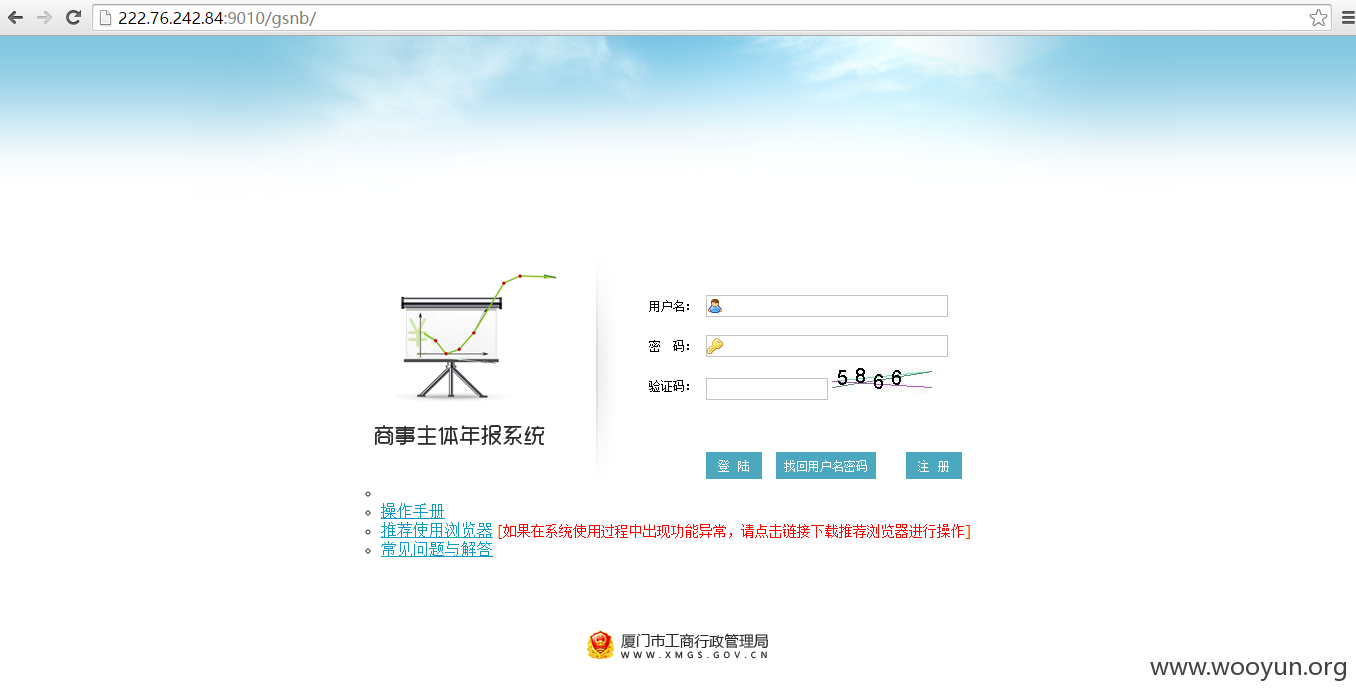 222.76.242.84:9010/gsnb/
用户名：
密 码：
验证码：
5866
商事主体年报系统
登 陆 找回用户名密码 注 册
操作手册
推荐使用浏览器 [如果在系统使用过程中出现功能异常，请点击链接下载推荐浏览器进行操作]
常见问题与解答
厦门市工商行政管理局
WWW.XMGS.GOV.CN
www.wooyun.org